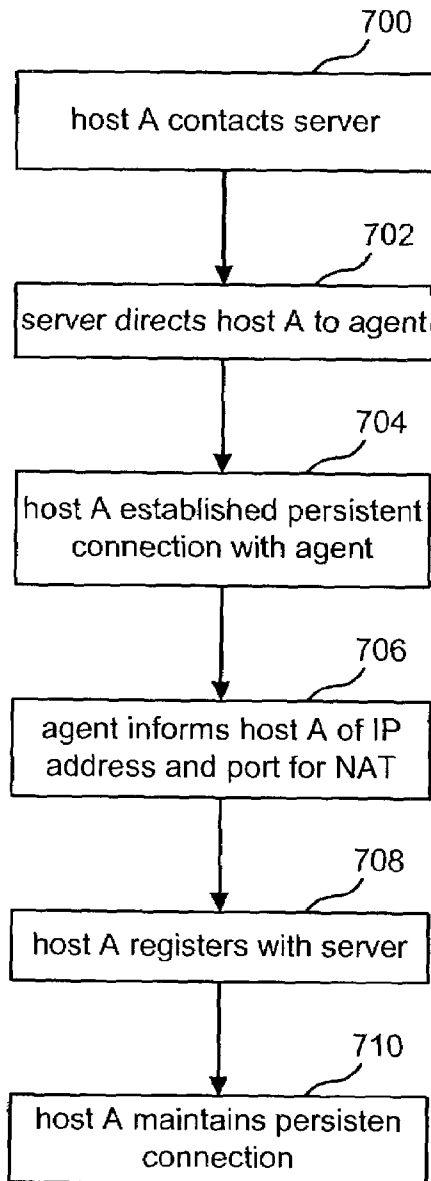 700
host A contacts server
702
server directs host A to agent
704
host A established persistent
connection with agent
706
agent informs host A of IP
address and port for NAT
708
host A registers with server
710
host A maintains persisten
connection